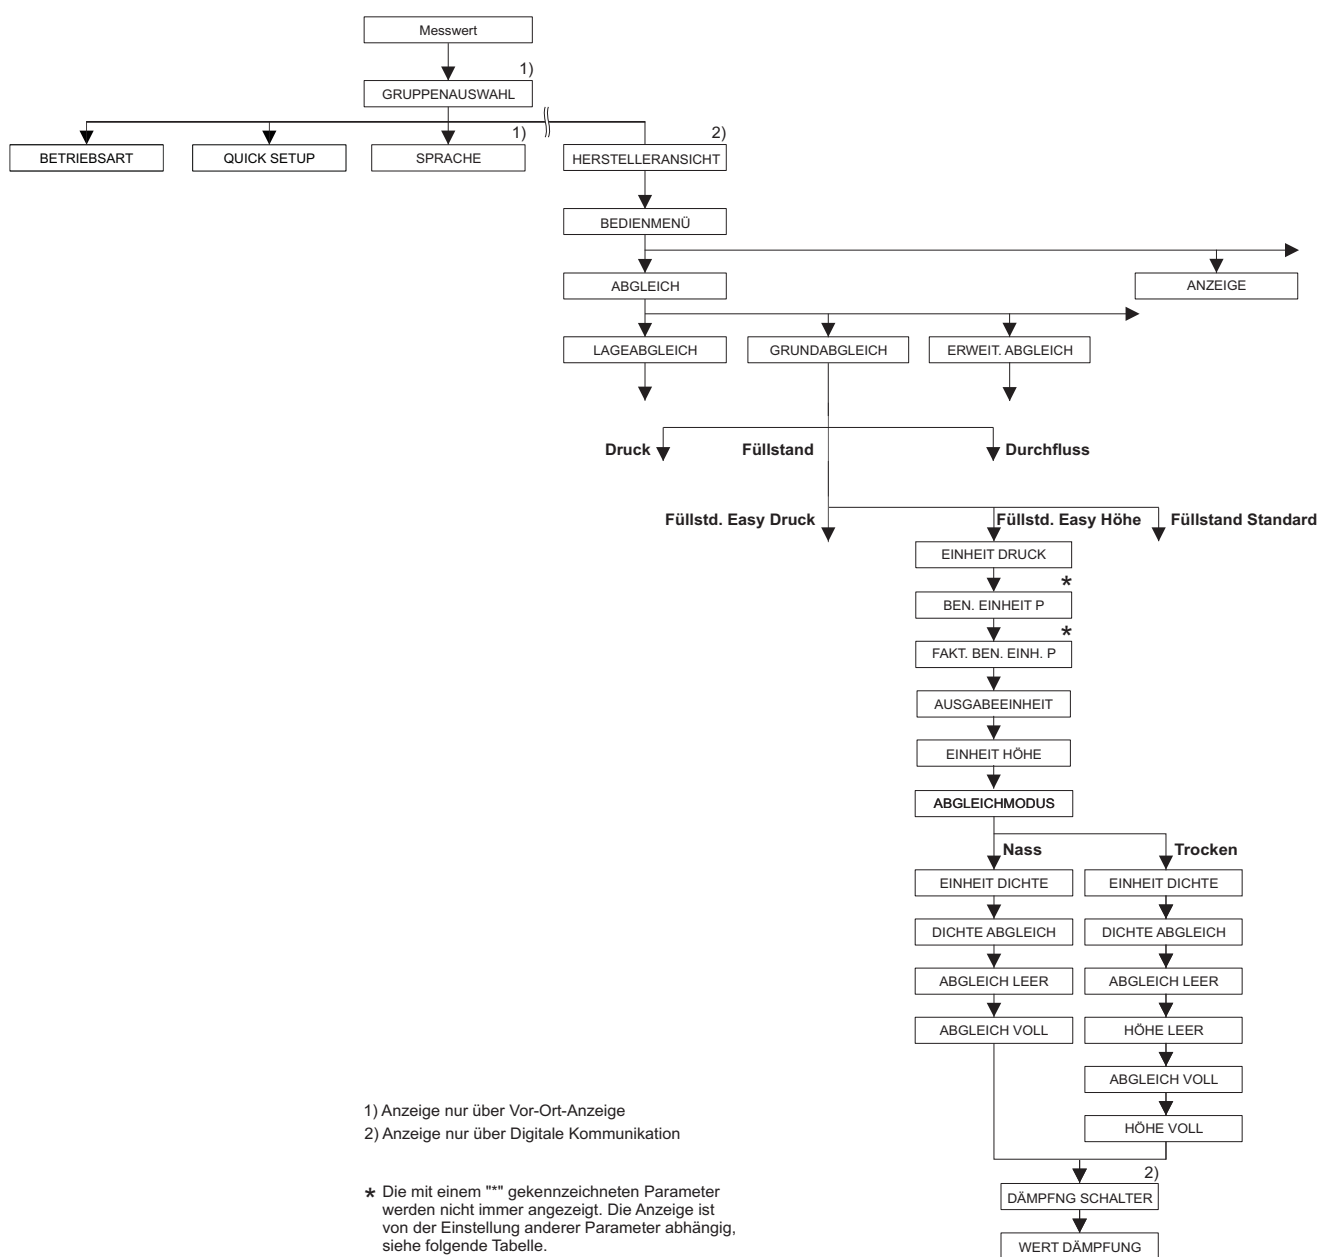 Messwert
1)
GRUPPENAUSWAHL
1)
2)
BETRIEBSART
QUICK SETUP
SPRACHE
HERSTELLERANSICHT
BEDIENMENÜ
ABGLEICH
ANZEIGE
LAGEABGLEICH
GRUNDABGLEICH
ERWEIT. ABGLEICH
Druck
Füllstand
Durchfluss
Füllstd. Easy Druck
Füllstd. Easy Höhe
Füllstand Standard
EINHEIT DRUCK
*
BEN. EINHEIT P
*
FAKT. BEN. EINH. P
AUSGABEEINHEIT
EINHEIT HÖHE
ABGLEICHMODUS
Nass
Trocken
EINHEIT DICHTE
EINHEIT DICHTE
DICHTE ABGLEICH
DICHTE ABGLEICH
ABGLEICH LEER
ABGLEICH LEER
ABGLEICH VOLL
HÖHE LEER
ABGLEICH VOLL
HÖHE VOLL
2)
DÄMPFNG SCHALTER
WERT DÄMPFUNG
1) Anzeige nur über Vor-Ort-Anzeige
2) Anzeige nur über Digitale Kommunikation
* Die mit einem "*" gekennzeichneten Parameter
werden nicht immer angezeigt. Die Anzeige ist
von der Einstellung anderer Parameter abhängig,
siehe folgende Tabelle.